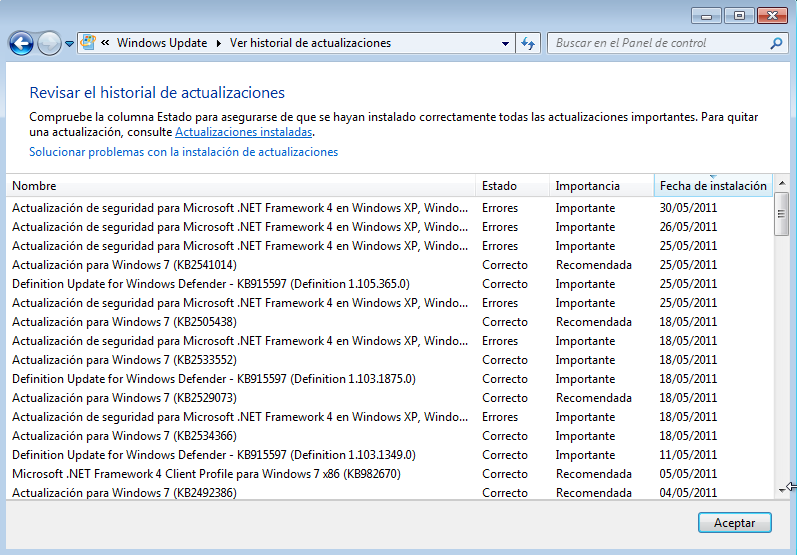 « Windows Update ▸ Ver historial de actualizaciones
Buscar en el Panel de control
Revisar el historial de actualizaciones
Compruebe la columna Estado para asegurarse de que se hayan instalado correctamente todas las actualizaciones importantes. Para quitar
una actualización, consulte Actualizaciones instaladas.
Solucionar problemas con la instalación de actualizaciones
Nombre Estado Importancia Fecha de instalación
Actualización de seguridad para Microsoft .NET Framework 4 en Windows XP, Windo... Errores Importante 30/05/2011
Actualización de seguridad para Microsoft .NET Framework 4 en Windows XP, Windo... Errores Importante 26/05/2011
Actualización de seguridad para Microsoft .NET Framework 4 en Windows XP, Windo... Errores Importante 25/05/2011
Actualización para Windows 7 (KB2541014) Correcto Recomendada 25/05/2011
Definition Update for Windows Defender - KB915597 (Definition 1.105.365.0) Correcto Importante 25/05/2011
Actualización de seguridad para Microsoft .NET Framework 4 en Windows XP, Windo... Errores Importante 25/05/2011
Actualización para Windows 7 (KB2505438) Correcto Recomendada 18/05/2011
Actualización de seguridad para Microsoft .NET Framework 4 en Windows XP, Windo... Errores Importante 18/05/2011
Actualización para Windows 7 (KB2533552) Correcto Importante 18/05/2011
Definition Update for Windows Defender - KB915597 (Definition 1.103.1875.0) Correcto Importante 18/05/2011
Actualización para Windows 7 (KB2529073) Correcto Recomendada 18/05/2011
Actualización de seguridad para Microsoft .NET Framework 4 en Windows XP, Windo... Errores Importante 18/05/2011
Actualización para Windows 7 (KB2534366) Correcto Importante 18/05/2011
Definition Update for Windows Defender - KB915597 (Definition 1.103.1349.0) Correcto Importante 11/05/2011
Microsoft .NET Framework 4 Client Profile para Windows 7 x86 (KB982670) Correcto Recomendada 05/05/2011
Actualización para Windows 7 (KB2492386) Correcto Recomendada 04/05/2011
Aceptar